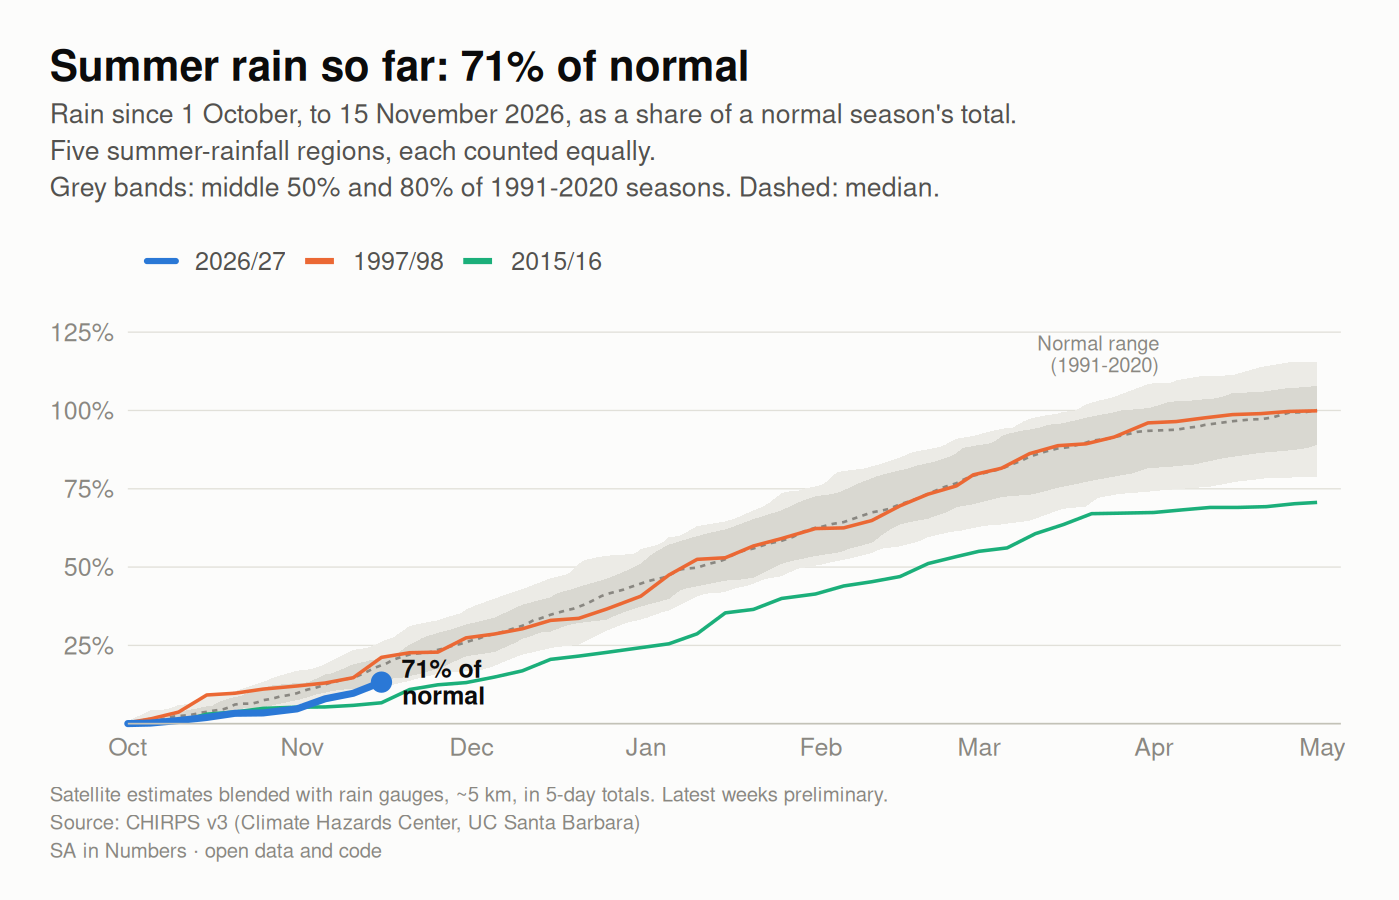 Summer rain so far: 71% of normal
Rain since 1 October, to 15 November 2026, as a share of a normal season's total.
Five summer-rainfall regions, each counted equally.
Grey bands: middle 50% and 80% of 1991-2020 seasons. Dashed: median.
2026/27 1997/98 2015/16
125%
Normal range
(1991-2020)
100%
75%
50%
25%
71% of
normal
Oct Nov Dec Jan Feb Mar Apr May
Satellite estimates blended with rain gauges, ~5 km, in 5-day totals. Latest weeks preliminary.
Source: CHIRPS v3 (Climate Hazards Center, UC Santa Barbara)
SA in Numbers · open data and code